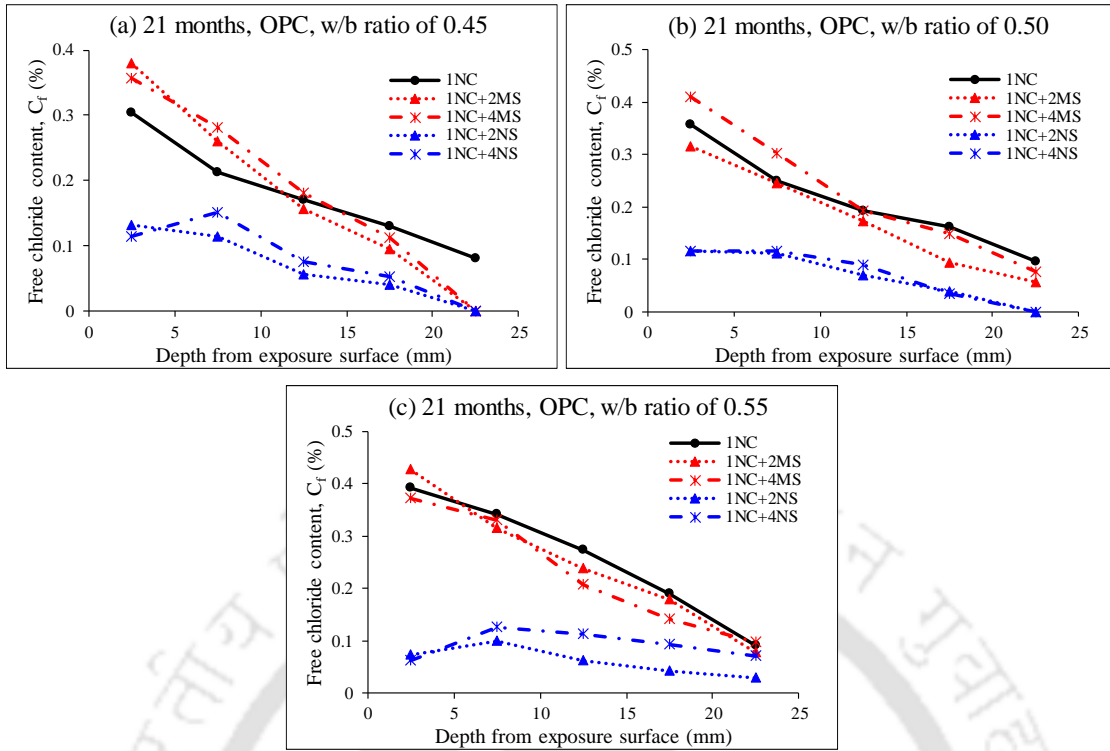 (a) 21 months, OPC, w/b ratio of 0.45
0.4
0.3
0.2
0.1
0
0
5
10
15
20
25
Free chloride content, C_f (%)
Depth from exposure surface (mm)
1NC
1NC+2MS
1NC+4MS
1NC+2NS
1NC+4NS
(b) 21 months, OPC, w/b ratio of 0.50
0.5
0.4
0.3
0.2
0.1
0
0
5
10
15
20
25
Free chloride content, C_f (%)
Depth from exposure surface (mm)
1NC
1NC+2MS
1NC+4MS
1NC+2NS
1NC+4NS
(c) 21 months, OPC, w/b ratio of 0.55
0.5
0.4
0.3
0.2
0.1
0
0
5
10
15
20
25
Free chloride content, C_f (%)
Depth from exposure surface (mm)
1NC
1NC+2MS
1NC+4MS
1NC+2NS
1NC+4NS